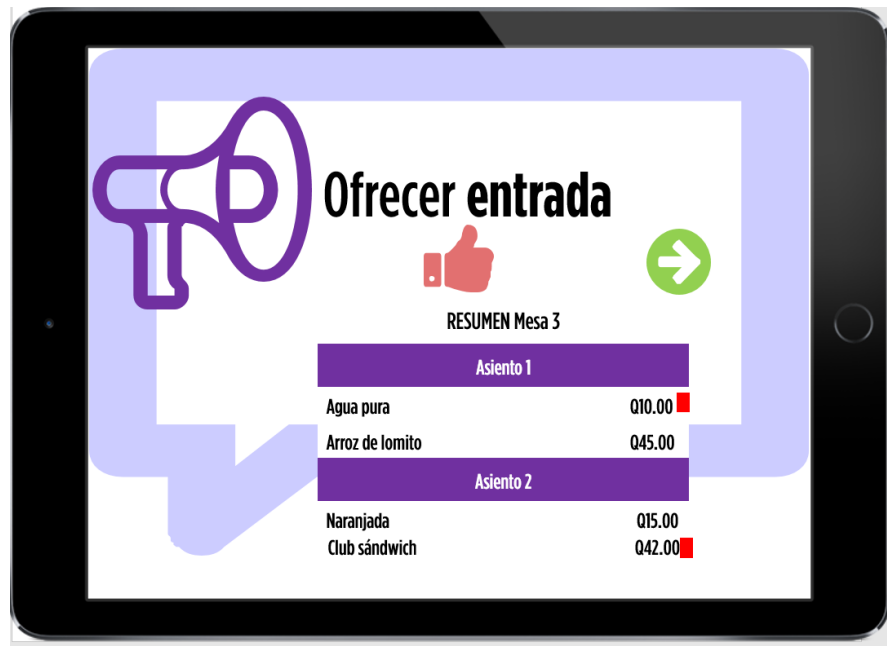 Ofrecer entrada
RESUMEN Mesa 3
Asiento 1
Agua pura Q10.00
Arroz de lomito Q45.00
Asiento 2
Naranjada Q15.00
Club sándwich Q42.00